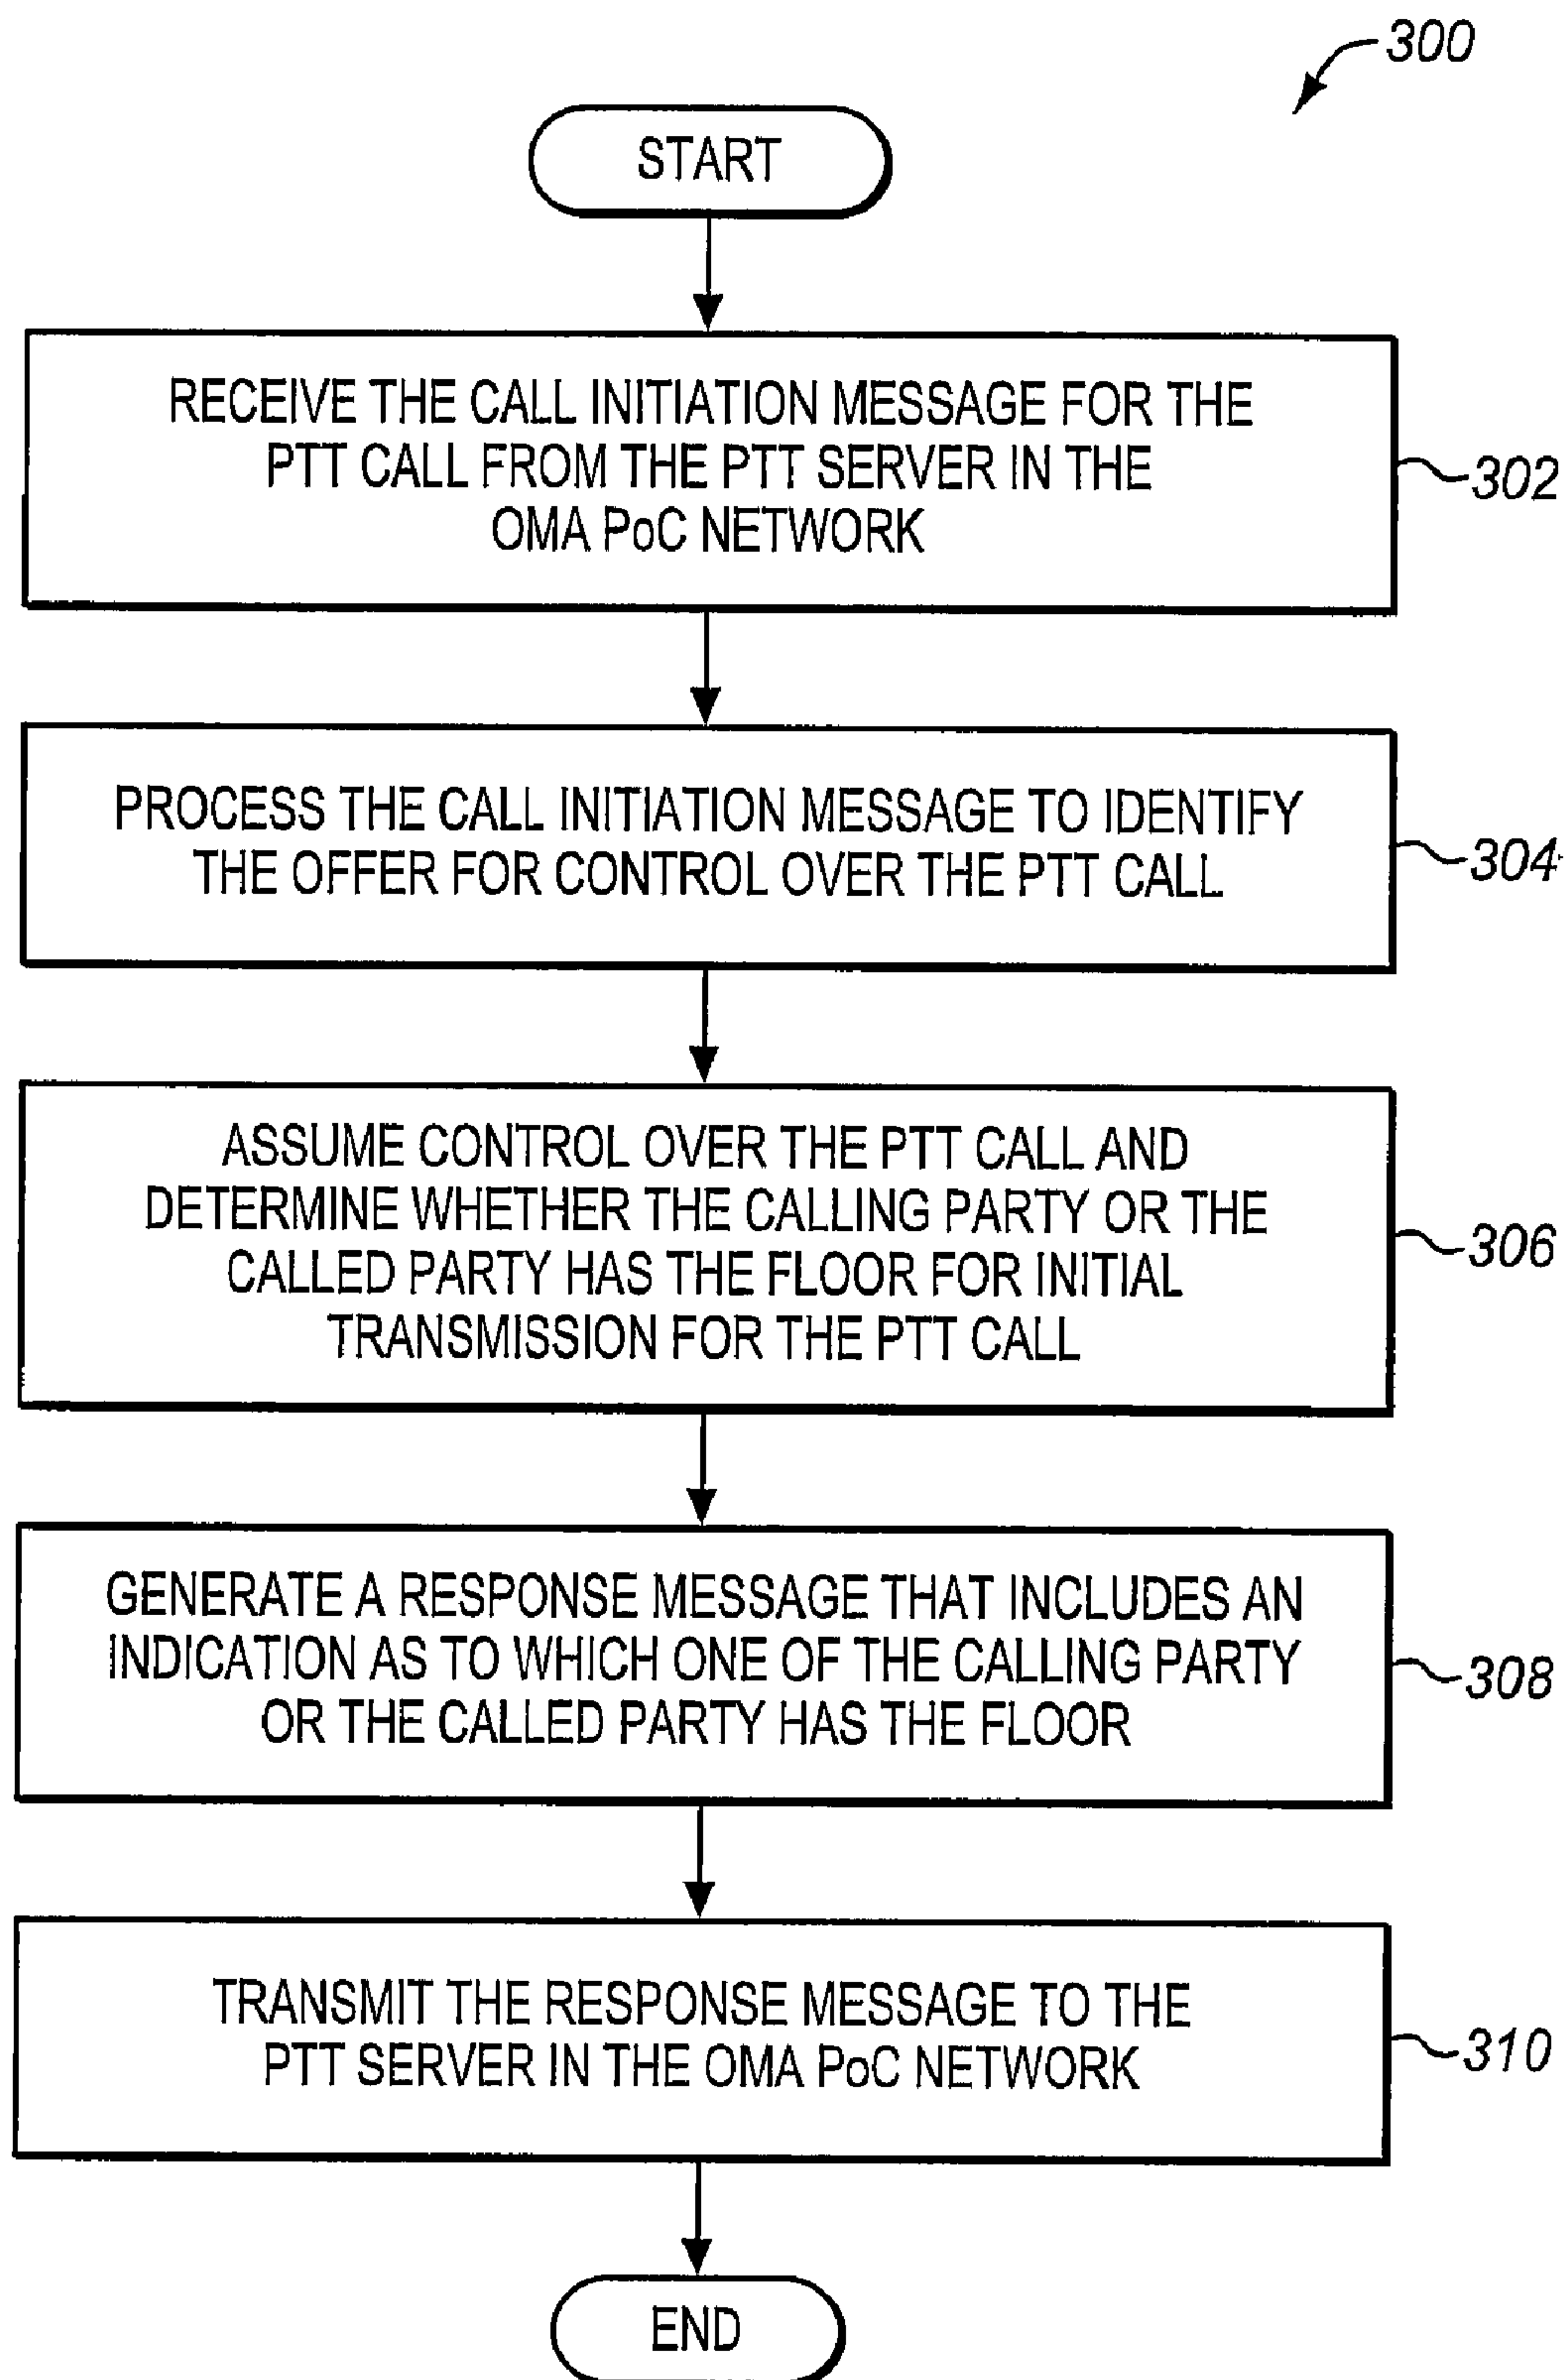 300
START
RECEIVE THE CALL INITIATION MESSAGE FOR THE
PTT CALL FROM THE PTT SERVER IN THE
OMA PoC NETWORK
302
PROCESS THE CALL INITIATION MESSAGE TO IDENTIFY
THE OFFER FOR CONTROL OVER THE PTT CALL
304
ASSUME CONTROL OVER THE PTT CALL AND
DETERMINE WHETHER THE CALLING PARTY OR THE
CALLED PARTY HAS THE FLOOR FOR INITIAL
TRANSMISSION FOR THE PTT CALL
306
GENERATE A RESPONSE MESSAGE THAT INCLUDES AN
INDICATION AS TO WHICH ONE OF THE CALLING PARTY
OR THE CALLED PARTY HAS THE FLOOR
308
TRANSMIT THE RESPONSE MESSAGE TO THE
PTT SERVER IN THE OMA PoC NETWORK
310
END